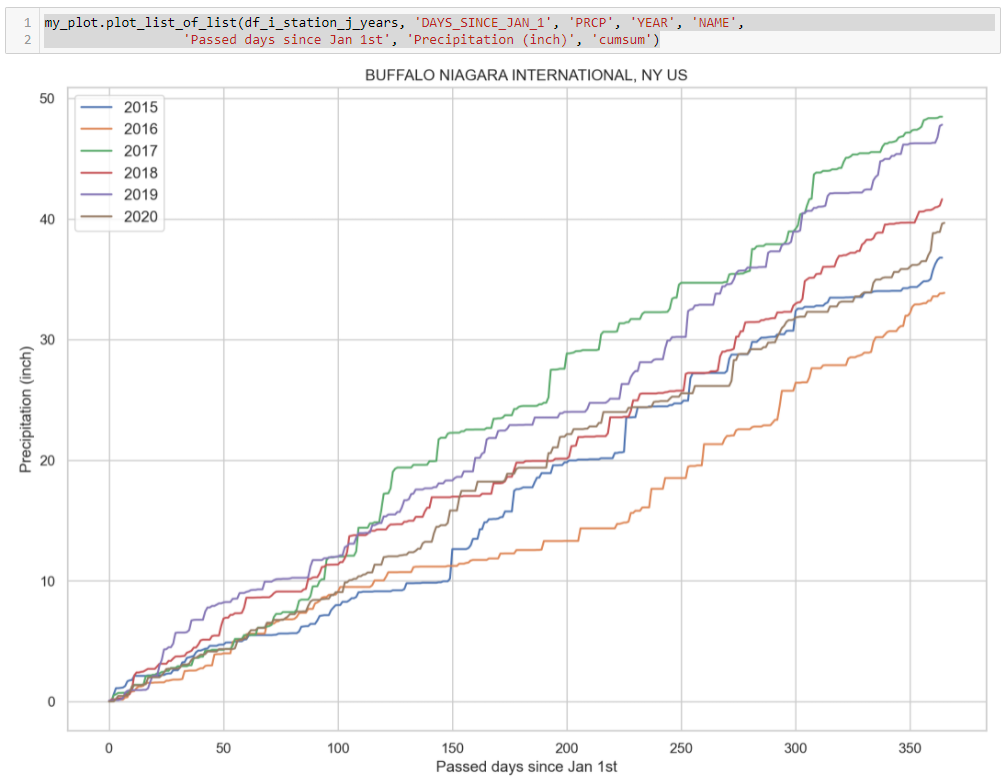 1 my_plot.plot_list_of_list(df_i_station_j_years, 'DAYS_SINCE_JAN_1', 'PRCP', 'YEAR', 'NAME',
2 'Passed days since Jan 1st', 'Precipitation (inch)', 'cumsum')
BUFFALO NIAGARA INTERNATIONAL, NY US
50
40
30
20
10
0
Precipitation (inch)
2015
2016
2017
2018
2019
2020
0 50 100 150 200 250 300 350
Passed days since Jan 1st